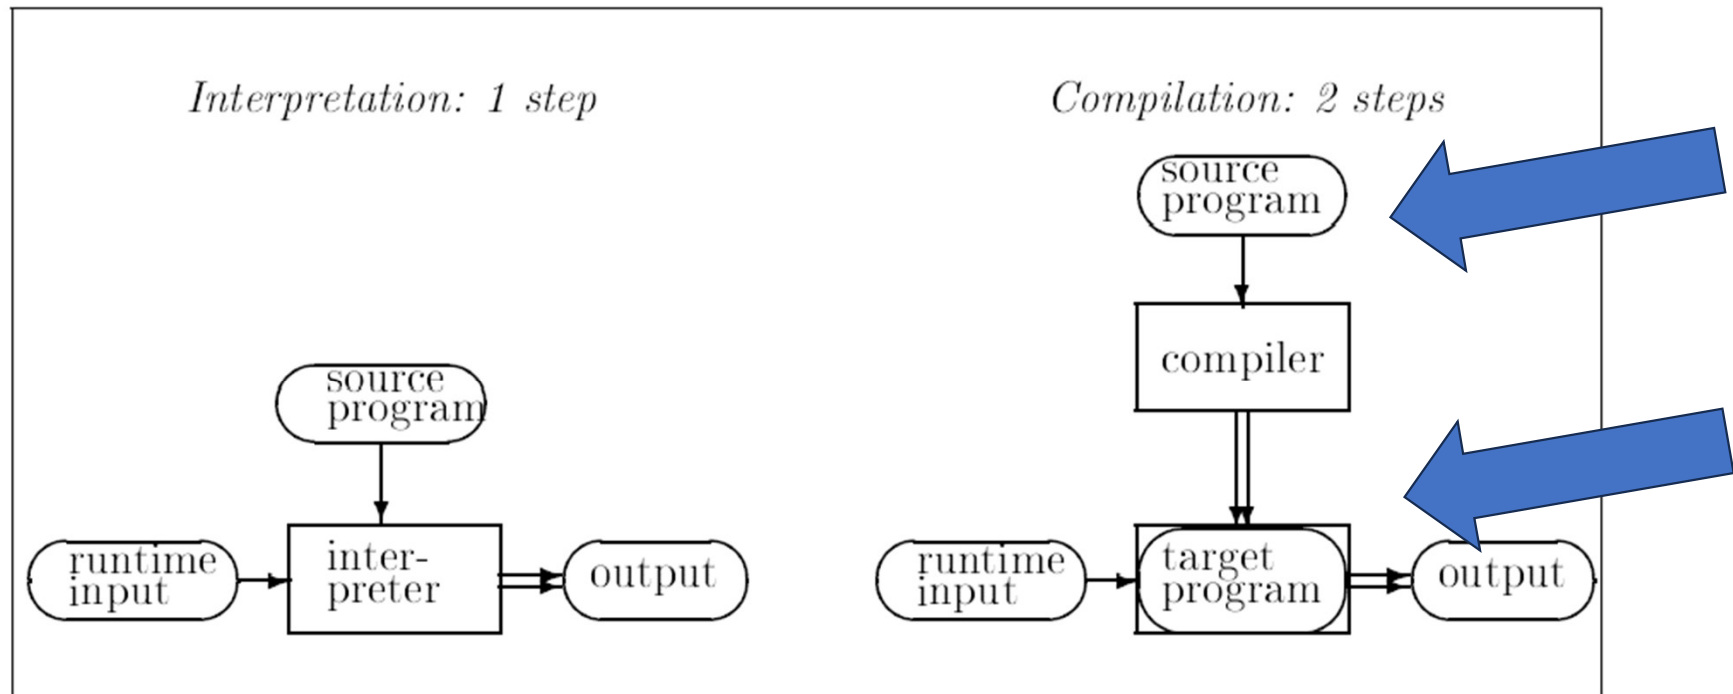 Interpretation: 1 step
source
program
runtime
input
inter-
preter
output
Compilation: 2 steps
source
program
compiler
runtime
input
target
program
output